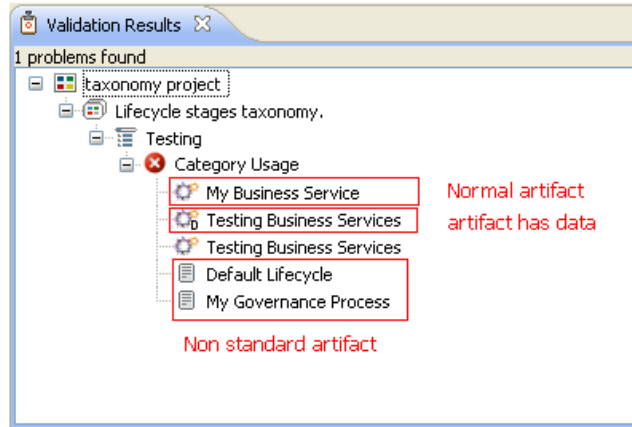 Validation Results
1 problems found
taxonomy project
Lifecycle stages taxonomy.
Testing
Category Usage
My Business Service
Normal artifact
D Testing Business Services
artifact has data
Testing Business Services
Default Lifecycle
My Governance Process
Non standard artifact